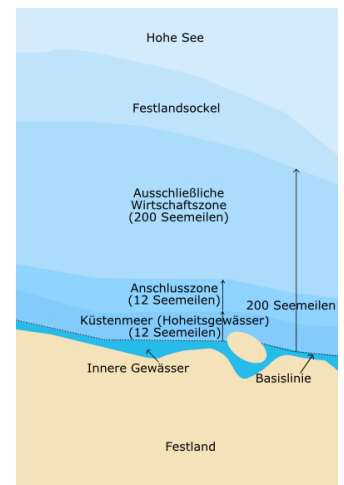 Hohe See
Festlandsockel
Ausschließliche
Wirtschaftszone
(200 Seemeilen)
Anschlusszone
(12 Seemeilen)
200 Seemeilen
Küstenmeer (Hoheitsgewässer)
(12 Seemeilen)
Innere Gewässer
Basislinie
Festland